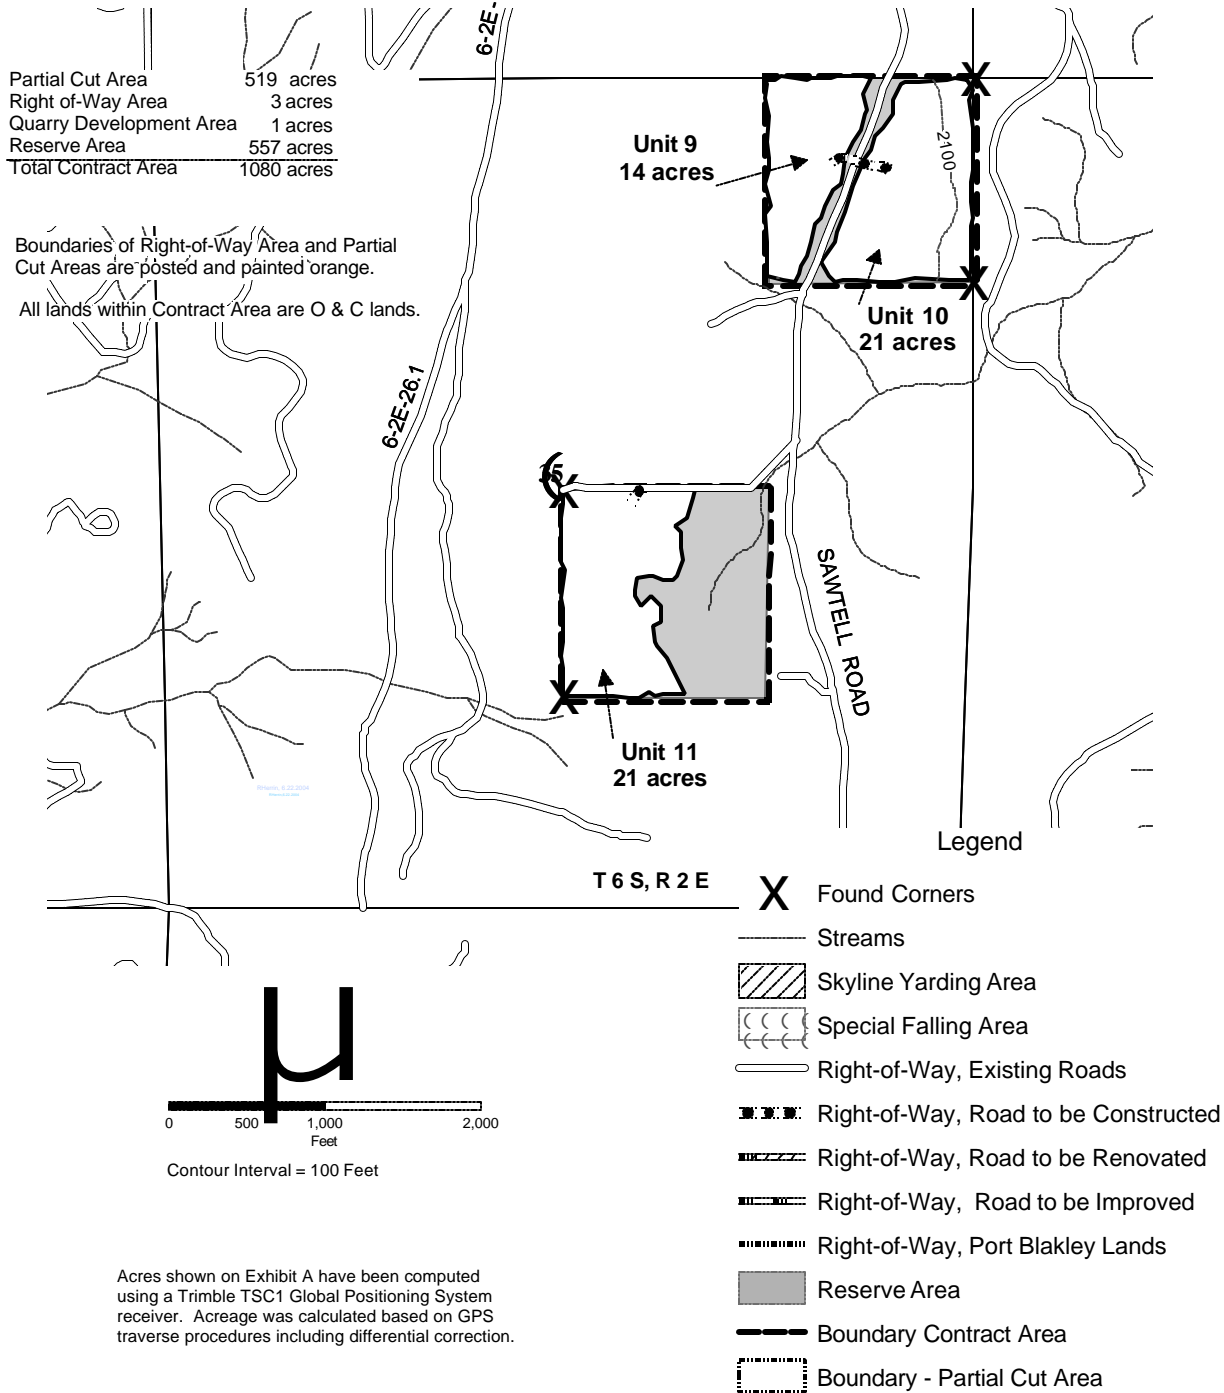 6-2E-
Partial Cut Area 519 acres
Right of-Way Area 3 acres
Quarry Development Area 1 acres
Reserve Area 557 acres
Total Contract Area 1080 acres
Boundaries of Right-of-Way Area and Partial
Cut Areas are posted and painted orange.
All lands within Contract Area are O & C lands.
Unit 9
14 acres
2100
Unit 10
21 acres
6-2E-26.1
35
SAWTELL ROAD
Unit 11
21 acres
T 6 S, R 2 E
Legend
X Found Corners
Streams
Skyline Yarding Area
Special Falling Area
Right-of-Way, Existing Roads
Right-of-Way, Road to be Constructed
Right-of-Way, Road to be Renovated
Right-of-Way, Road to be Improved
Right-of-Way, Port Blakley Lands
Reserve Area
Boundary Contract Area
Boundary - Partial Cut Area
µ
0 500 1,000 2,000
Feet
Contour Interval = 100 Feet
Acres shown on Exhibit A have been computed
using a Trimble TSC1 Global Positioning System
receiver. Acreage was calculated based on GPS
traverse procedures including differential correction.